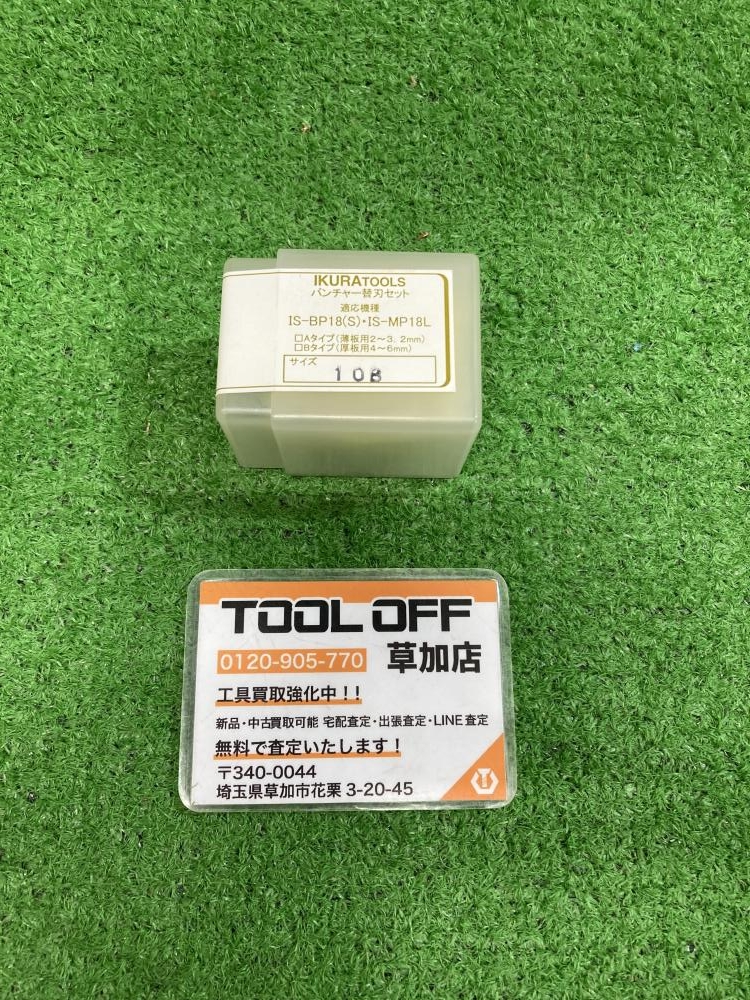 IKURATOOLS
パンチャー替刃セット
適応機種
IS-BP18(S)・IS-MP18L
□Aタイプ(薄板用2〜3.2mm)
□Bタイプ(厚板用4〜6mm)
サイズ
10B
TOOL OFF
0120-905-770 草加店
工具買取強化中!!
新品・中古買取可能 宅配査定・出張査定・LINE査定
無料で査定いたします!
〒340-0044
埼玉県草加市花栗 3-20-45